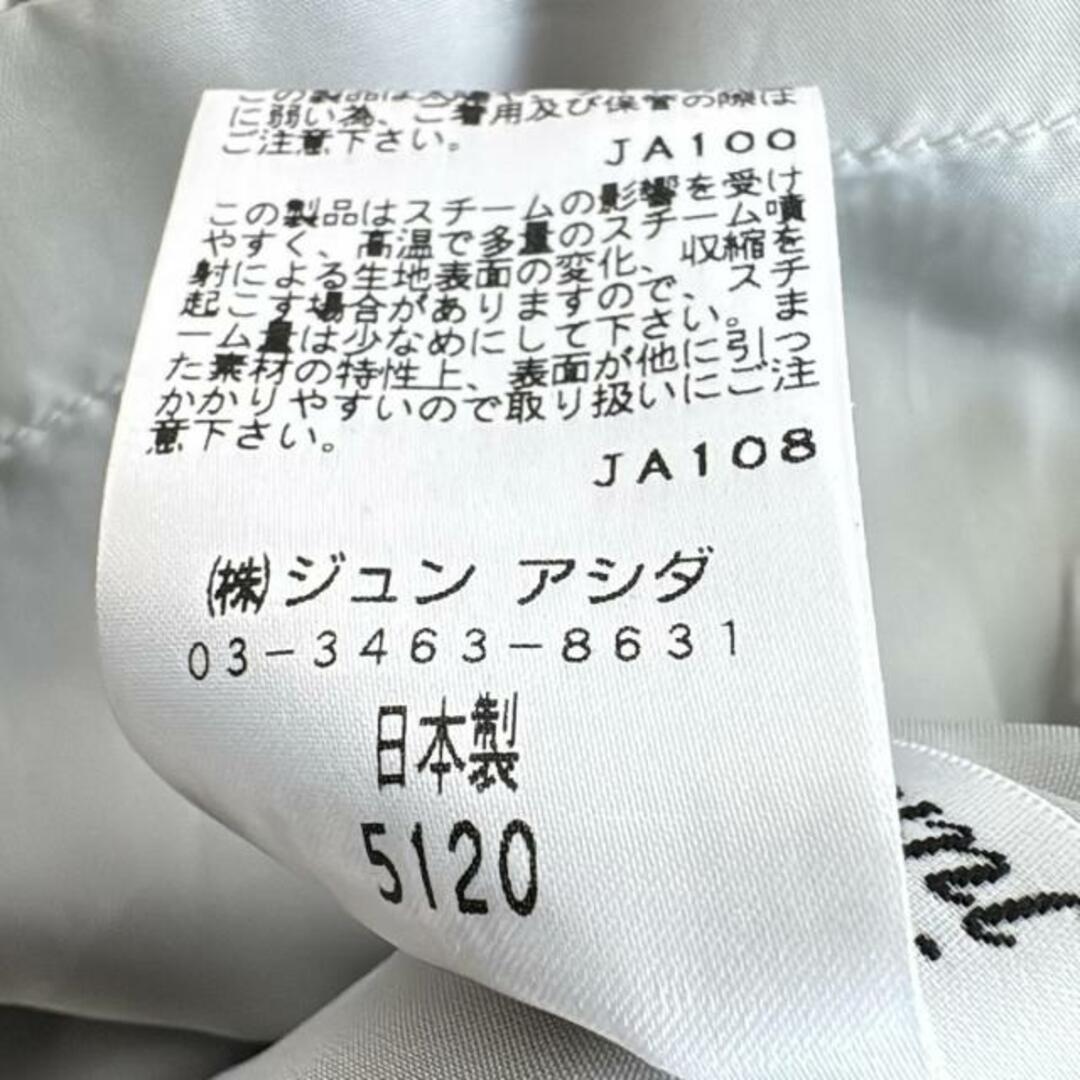 この製品は
に弱い為、ご着用及び保管の際は
ご注意下さい。
JA100
この製品はスチームの影響を受け
やすく、高温で多量のスチーム噴
射による生地表面の変化、収縮を
起こす場合がありますので、スチ
ーム量は少なめにして下さい。ま
た素材の特性上、表面が他に引っ
かかりやすいので取り扱いにご注
意下さい。
JA108
(株)ジュン アシダ
03-3463-8631
日本製
5120